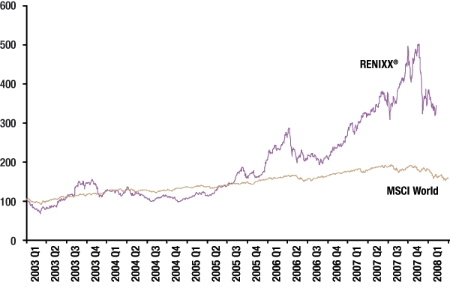 600
500
400
300
200
100
0
RENIXX®
MSCI World
2003 Q1
2003 Q2
2003 Q3
2003 Q4
2004 Q1
2004 Q2
2004 Q3
2004 Q4
2005 Q1
2005 Q2
2005 Q3
2005 Q4
2006 Q1
2006 Q2
2006 Q3
2006 Q4
2007 Q1
2007 Q2
2007 Q3
2007 Q4
2008 Q1